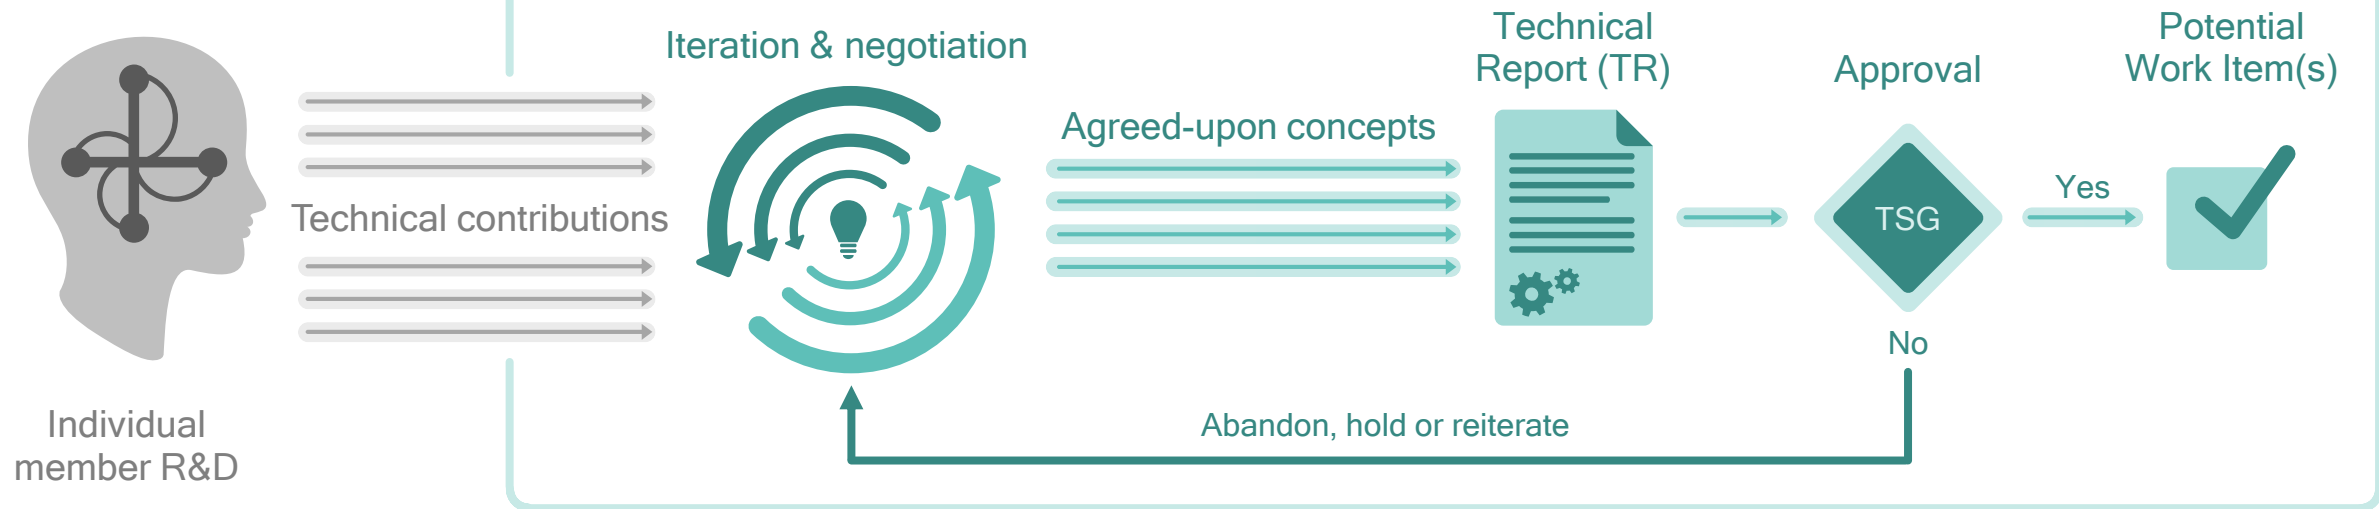 Individual
member R&D
Technical contributions
Iteration & negotiation
Agreed-upon concepts
Technical
Report (TR)
Approval
TSG
Yes
No
Potential
Work Item(s)
Abandon, hold or reiterate